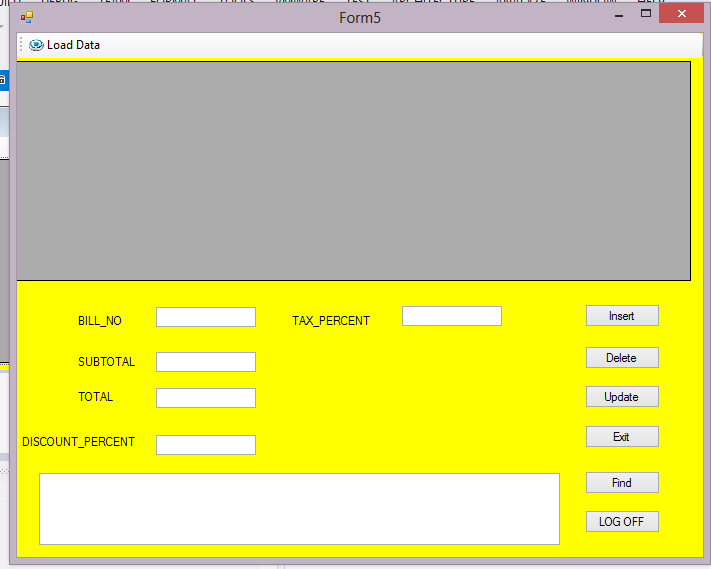 Form5
Load Data
BILL_NO
TAX_PERCENT
Insert
SUBTOTAL
Delete
TOTAL
Update
DISCOUNT_PERCENT
Exit
Find
LOG OFF